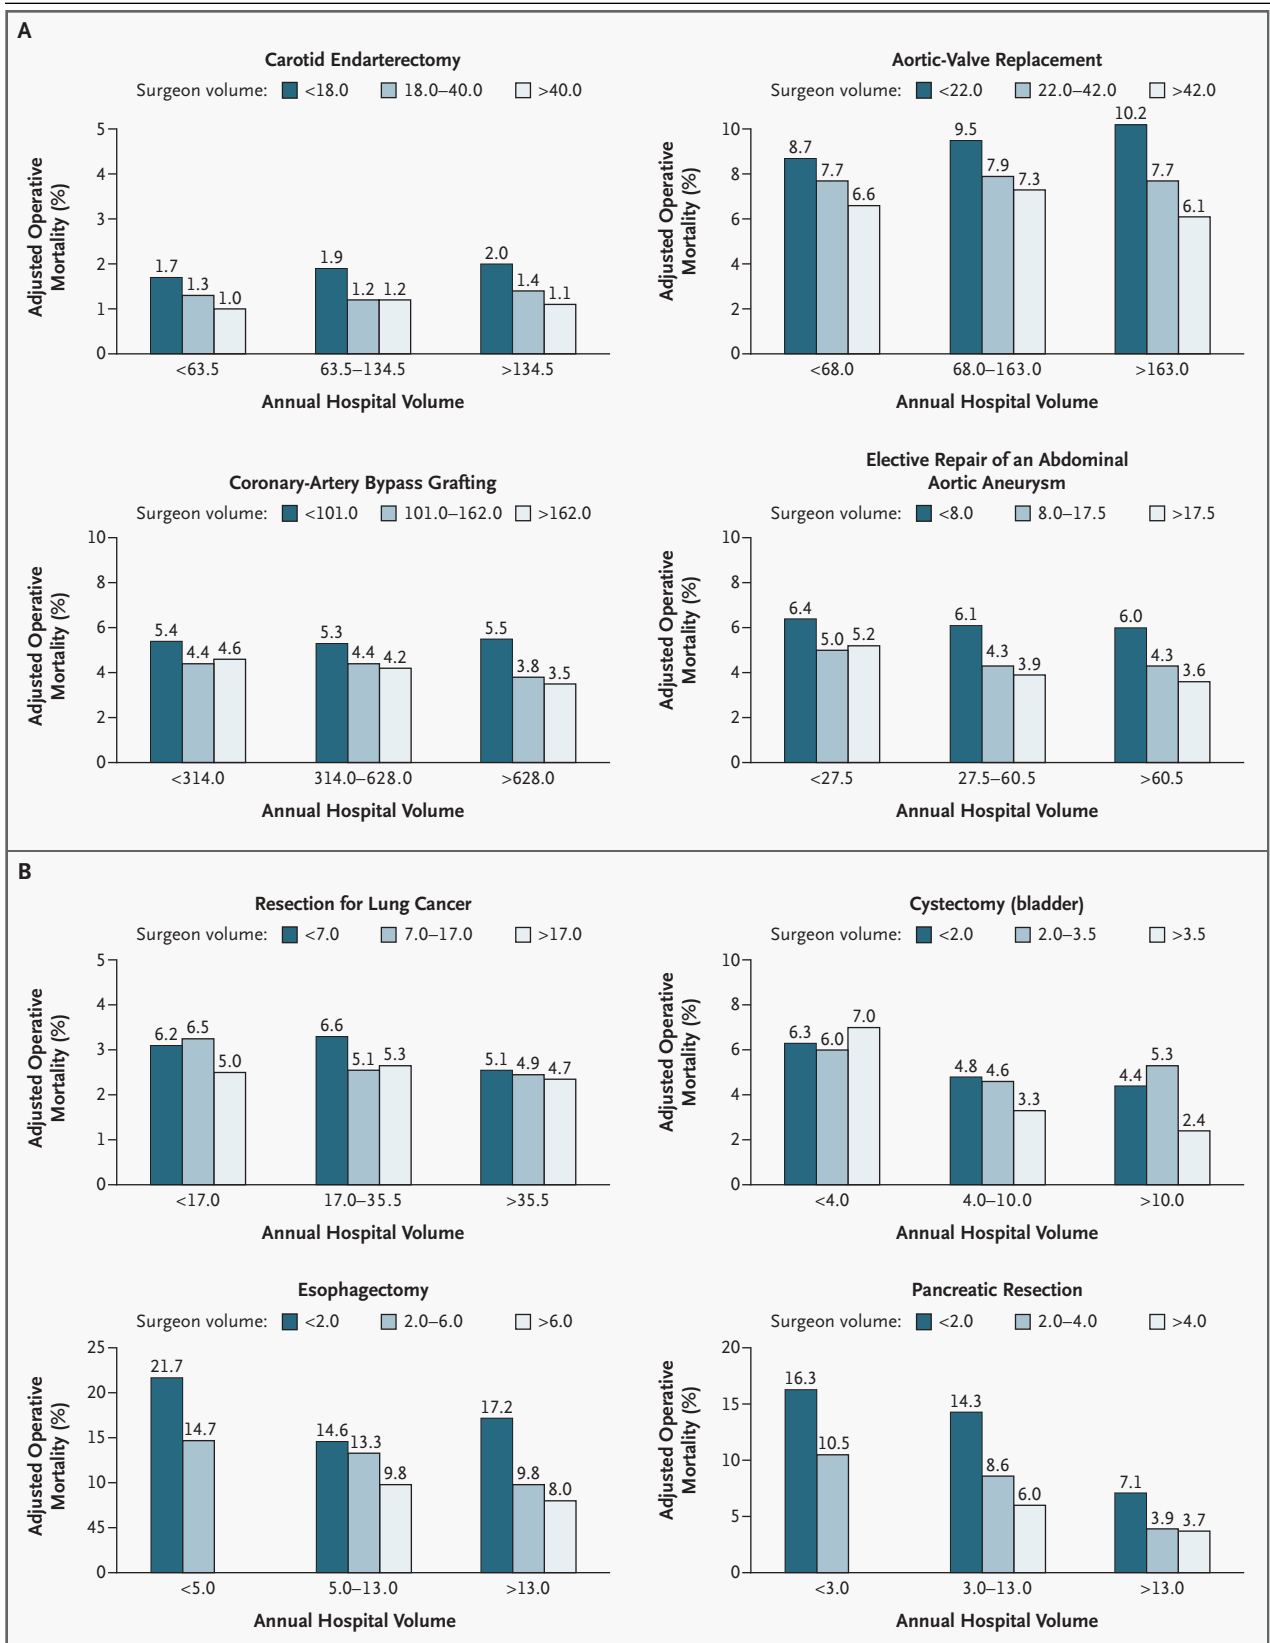 A
Carotid Endarterectomy
Surgeon volume: <18.0 18.0–40.0 >40.0
Adjusted Operative
Mortality (%)
5
4
3
2
1
0
1.7 1.3 1.0
1.9 1.2 1.2
2.0 1.4 1.1
<63.5 63.5–134.5 >134.5
Annual Hospital Volume
Aortic-Valve Replacement
Surgeon volume: <22.0 22.0–42.0 >42.0
Adjusted Operative
Mortality (%)
10
8
6
4
2
0
8.7 7.7 6.6
9.5 7.9 7.3
10.2 7.7 6.1
<68.0 68.0–163.0 >163.0
Annual Hospital Volume
Coronary-Artery Bypass Grafting
Surgeon volume: <101.0 101.0–162.0 >162.0
Adjusted Operative
Mortality (%)
10
8
6
4
2
0
5.4 4.4 4.6
5.3 4.4 4.2
5.5 3.8 3.5
<314.0 314.0–628.0 >628.0
Annual Hospital Volume
Elective Repair of an Abdominal
Aortic Aneurysm
Surgeon volume: <8.0 8.0–17.5 >17.5
Adjusted Operative
Mortality (%)
10
8
6
4
2
0
6.4 5.0 5.2
6.1 4.3 3.9
6.0 4.3 3.6
<27.5 27.5–60.5 >60.5
Annual Hospital Volume
B
Resection for Lung Cancer
Surgeon volume: <7.0 7.0–17.0 >17.0
Adjusted Operative
Mortality (%)
5
4
3
2
1
0
6.2 6.5 5.0
6.6 5.1 5.3
5.1 4.9 4.7
<17.0 17.0–35.5 >35.5
Annual Hospital Volume
Cystectomy (bladder)
Surgeon volume: <2.0 2.0–3.5 >3.5
Adjusted Operative
Mortality (%)
10
8
6
4
2
0
6.3 6.0 7.0
4.8 4.6 3.3
4.4 5.3 2.4
<4.0 4.0–10.0 >10.0
Annual Hospital Volume
Esophagectomy
Surgeon volume: <2.0 2.0–6.0 >6.0
Adjusted Operative
Mortality (%)
25
20
15
10
45
0
21.7 14.7
14.6 13.3 9.8
17.2 9.8 8.0
<5.0 5.0–13.0 >13.0
Annual Hospital Volume
Pancreatic Resection
Surgeon volume: <2.0 2.0–4.0 >4.0
Adjusted Operative
Mortality (%)
20
15
10
5
0
16.3 10.5
14.3 8.6 6.0
7.1 3.9 3.7
<3.0 3.0–13.0 >13.0
Annual Hospital Volume